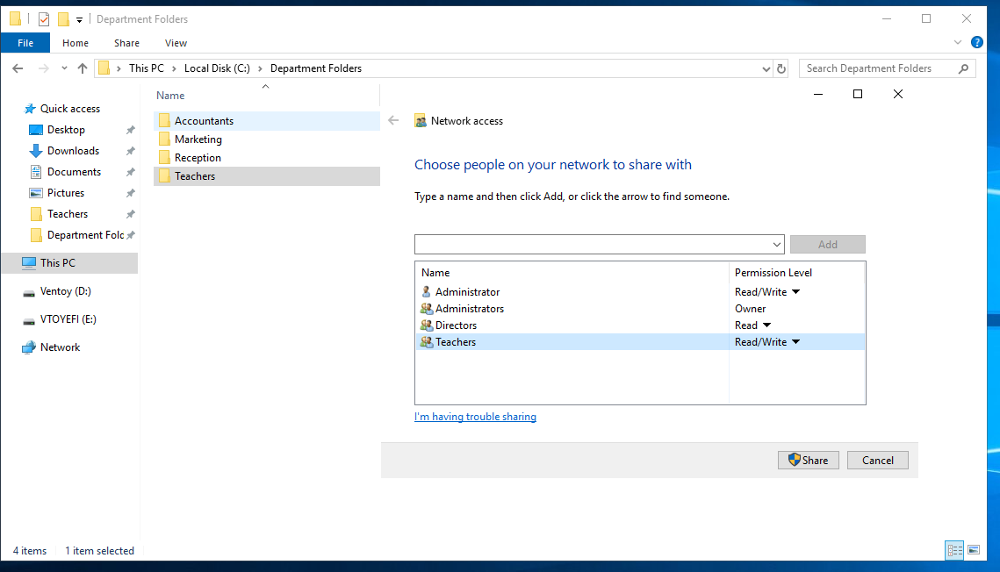 Department Folders
File Home Share View
This PC Local Disk (C:) Department Folders
Search Department Folders
Quick access
Desktop
Downloads
Documents
Pictures
Teachers
Department Folc
This PC
Ventoy (D:)
VTOYEFI (E:)
Network
Name
Accountants
Marketing
Reception
Teachers
Network access
Choose people on your network to share with
Type a name and then click Add, or click the arrow to find someone.
Add
Name Permission Level
Administrator Read/Write
Administrators Owner
Directors Read
Teachers Read/Write
I'm having trouble sharing
Share Cancel
4 items 1 item selected